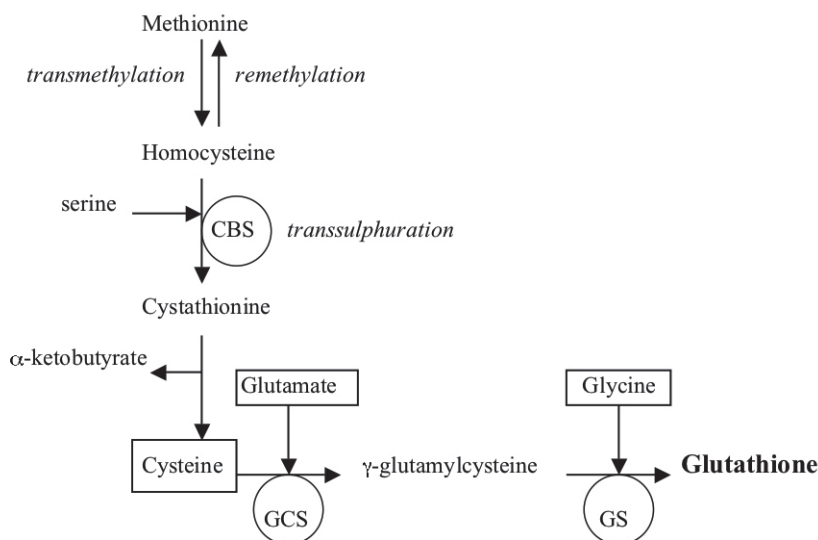 Methionine
transmethylation
remethylation
Homocysteine
serine
CBS
transsulphuration
Cystathionine
α-ketobutyrate
Glutamate
Glycine
Cysteine
γ-glutamylcysteine
Glutathione
GCS
GS